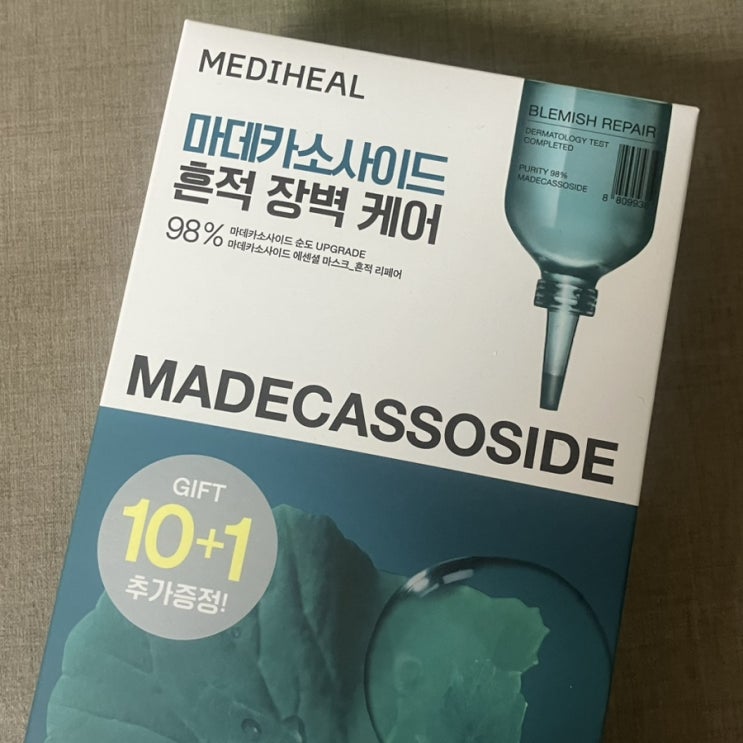 MEDIHEAL
마데카소사이드
흔적 장벽 케어
98% 마데카소사이드 순도 UPGRADE
마데카소사이드 에센셜 마스크_흔적 리페어
BLEMISH REPAIR
DERMATOLOGY TEST
COMPLETED
PURITY 98%
MADECASSOSIDE
MADECASSOSIDE
GIFT
10+1
추가증정!